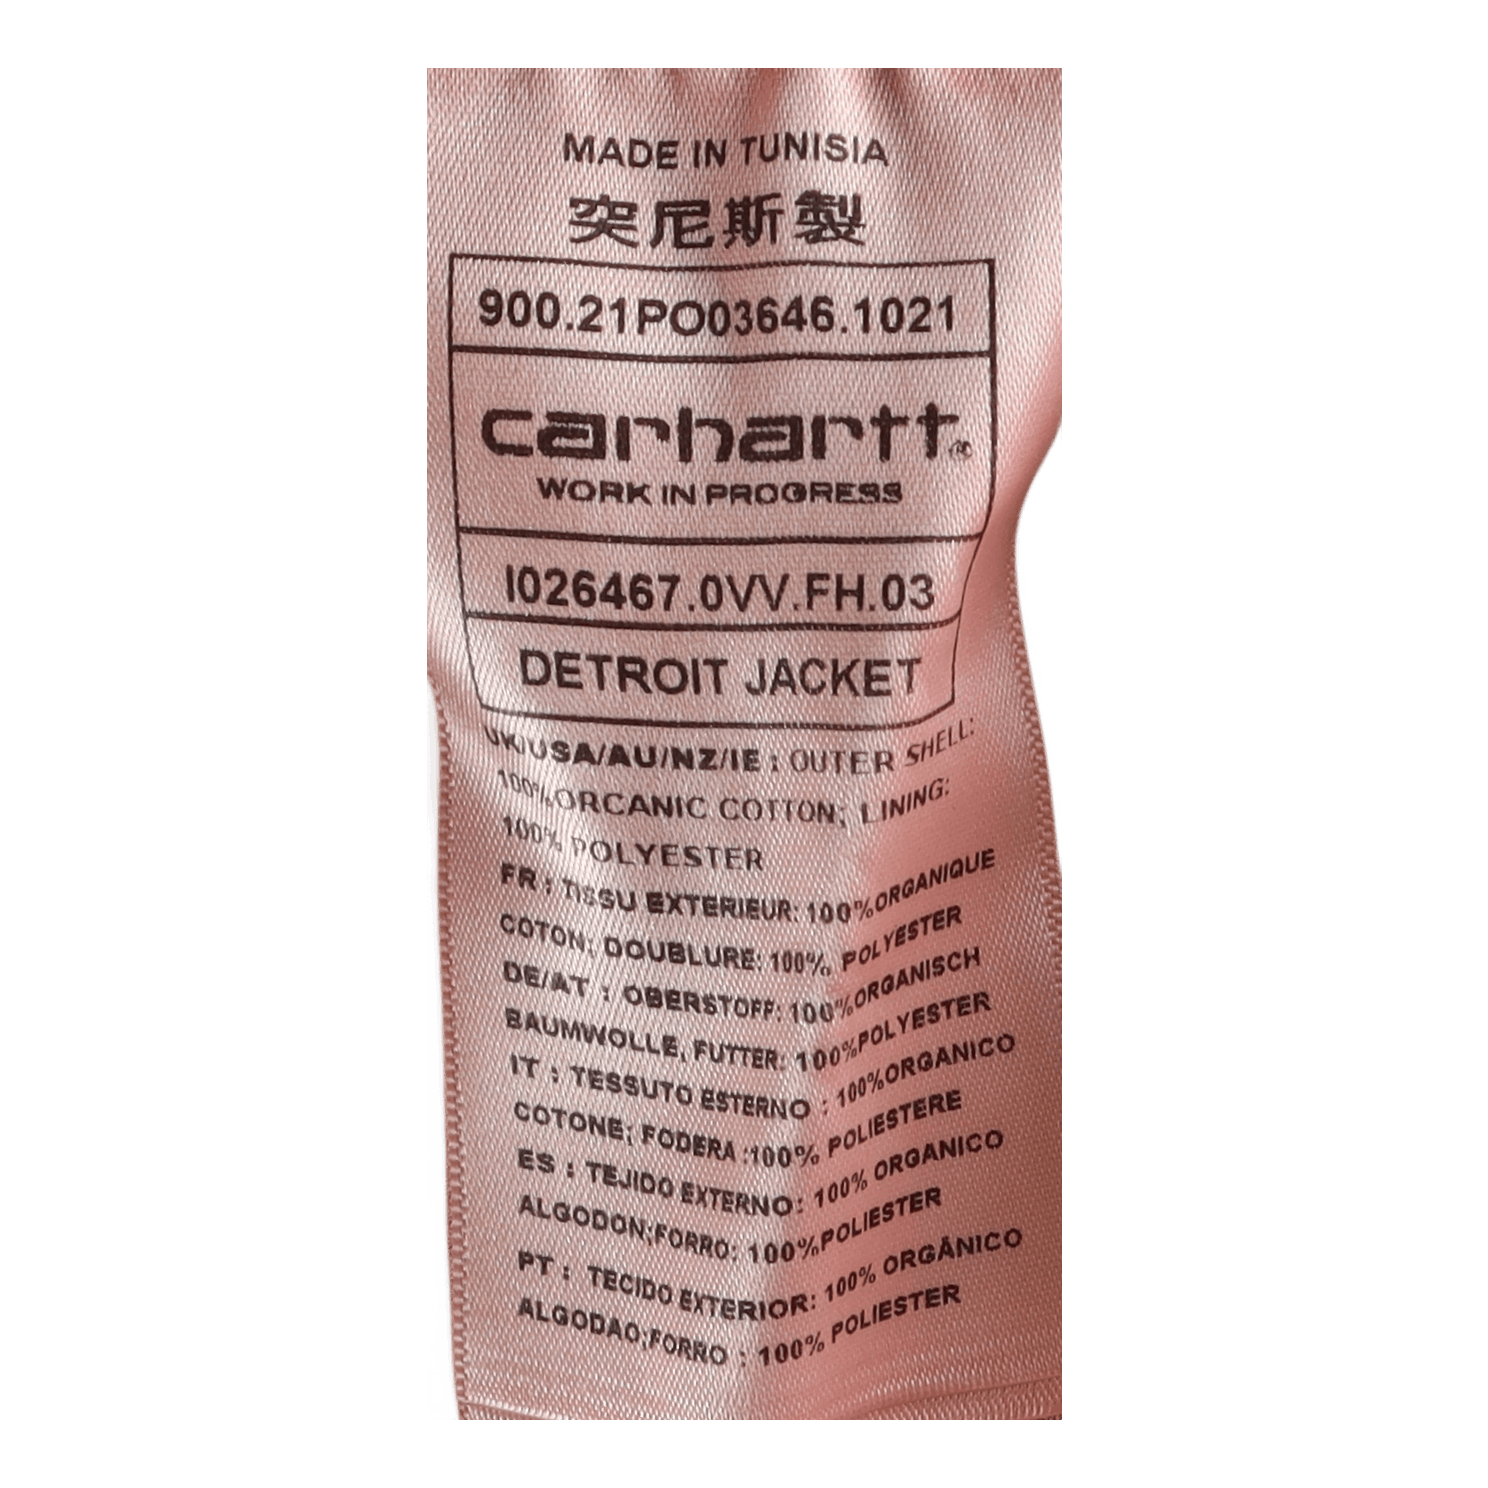 MADE IN TUNISIA
突尼斯製
900.21PO03646.1021
carhartt®
WORK IN PROGRESS
I026467.0VV.FH.03
DETROIT JACKET
UK/USA/AU/NZ/IE : OUTER SHELL:
100%ORCANIC COTTON; LINING:
100% POLYESTER
FR : TISSU EXTERIEUR: 100%ORGANIQUE
COTON; DOUBLURE: 100% POLYESTER
DE/AT : OBERSTOFF: 100%ORGANISCH
BAUMWOLLE, FUTTER: 100%POLYESTER
IT : TESSUTO ESTERNO : 100%ORGANICO
COTONE; FODERA :100% POLIESTERE
ES : TEJIDO EXTERNO: 100% ORGANICO
ALGODON;FORRO: 100%POLIESTER
PT : TECIDO EXTERIOR: 100% ORGÂNICO
ALGODAO;FORRO : 100% POLIESTER